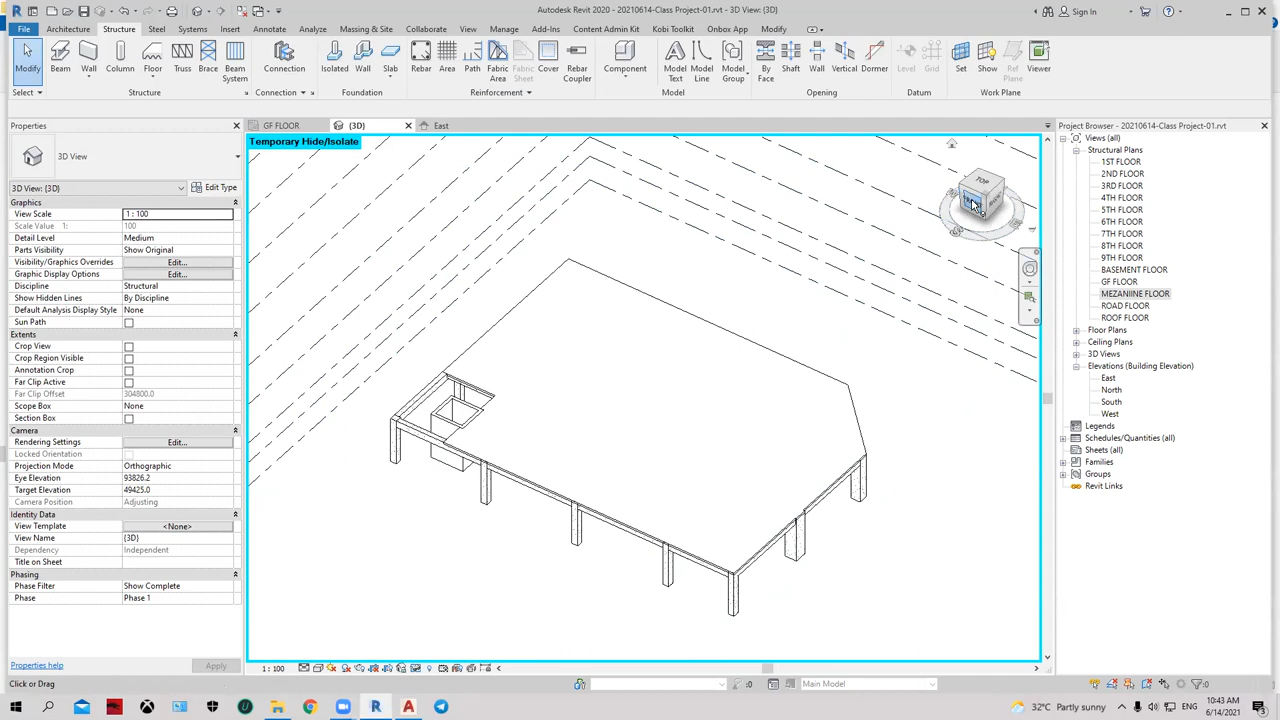 Autodesk Revit 2020 - 20210614-Class Project-01.rvt - 3D View: {3D}
Sign In
File Architecture Structure Steel Systems Insert Annotate Analyze Massing & Site Collaborate View Manage Add-Ins Content Admin Kit Kobi Toolkit Onbox App Modify
Modify Beam Wall Column Floor Truss Brace Beam System Connection Isolated Wall Slab Rebar Area Path Fabric Area Fabric Sheet Cover Rebar Coupler Component Model Text Model Line Model Group By Face Shaft Wall Vertical Dormer Level Grid Set Show Ref Plane Viewer
Select Structure Connection Foundation Reinforcement Model Opening Datum Work Plane
Properties
GF FLOOR
{3D}
East
Project Browser - 20210614-Class Project-01.rvt
3D View
3D View: {3D}
Edit Type
Graphics
View Scale 1 : 100
Scale Value 1: 100
Detail Level Medium
Parts Visibility Show Original
Visibility/Graphics Overrides Edit...
Graphic Display Options Edit...
Discipline Structural
Show Hidden Lines By Discipline
Default Analysis Display Style None
Sun Path
Extents
Crop View
Crop Region Visible
Annotation Crop
Far Clip Active
Far Clip Offset 304800.0
Scope Box None
Section Box
Camera
Rendering Settings Edit...
Locked Orientation
Projection Mode Orthographic
Eye Elevation 93826.2
Target Elevation 49425.0
Camera Position Adjusting
Identity Data
View Template <None>
View Name {3D}
Dependency Independent
Title on Sheet
Phasing
Phase Filter Show Complete
Phase Phase 1
Properties help
Apply
Temporary Hide/Isolate
TOP
Views (all)
Structural Plans
1ST FLOOR
2ND FLOOR
3RD FLOOR
4TH FLOOR
5TH FLOOR
6TH FLOOR
7TH FLOOR
8TH FLOOR
9TH FLOOR
BASEMENT FLOOR
GF FLOOR
MEZANIINE FLOOR
ROAD FLOOR
ROOF FLOOR
Floor Plans
Ceiling Plans
3D Views
Elevations (Building Elevation)
East
North
South
West
Legends
Schedules/Quantities (all)
Sheets (all)
Families
Groups
Revit Links
1 : 100
Click or Drag
:0
Main Model
:0
32°C Partly sunny
ENG
10:43 AM
6/14/2021